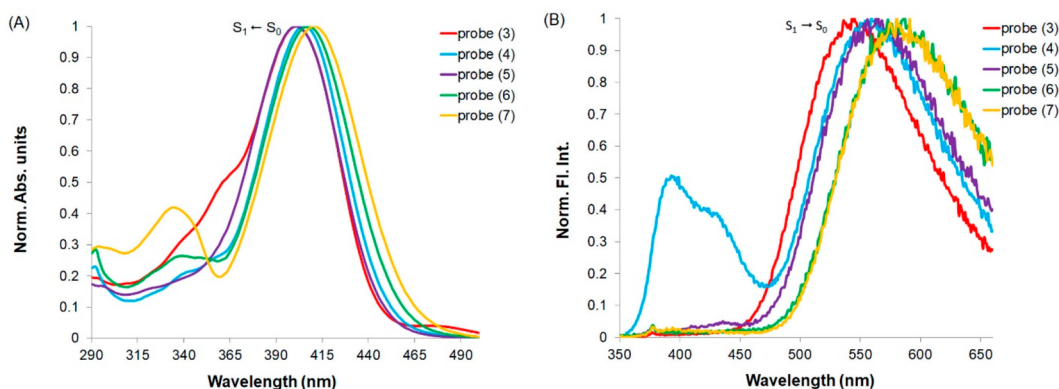 (A)
S₁ ← S₀
probe (3)
probe (4)
probe (5)
probe (6)
probe (7)
Norm. Abs. units
1
0.9
0.8
0.7
0.6
0.5
0.4
0.3
0.2
0.1
0
290 315 340 365 390 415 440 465 490
Wavelength (nm)
(B)
S₁ → S₀
probe (3)
probe (4)
probe (5)
probe (6)
probe (7)
Norm. Fl. Int.
1
0.9
0.8
0.7
0.6
0.5
0.4
0.3
0.2
0.1
0
350 400 450 500 550 600 650
Wavelength (nm)